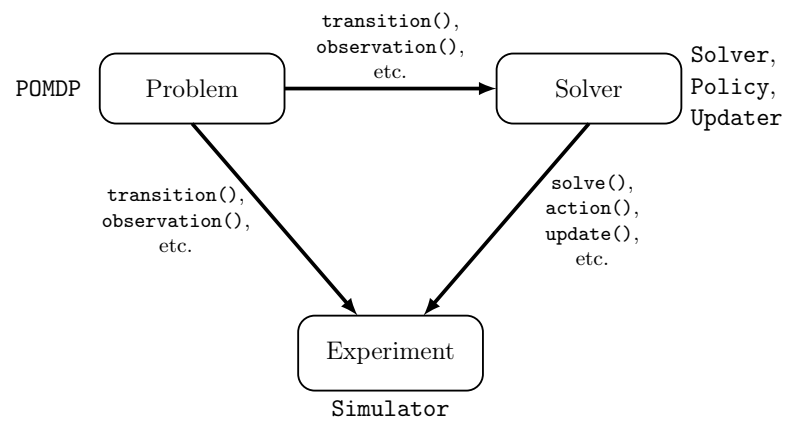 transition(),
observation(),
etc.
POMDP
Problem
Solver
Solver,
Policy,
Updater
transition(),
observation(),
etc.
solve(),
action(),
update(),
etc.
Experiment
Simulator